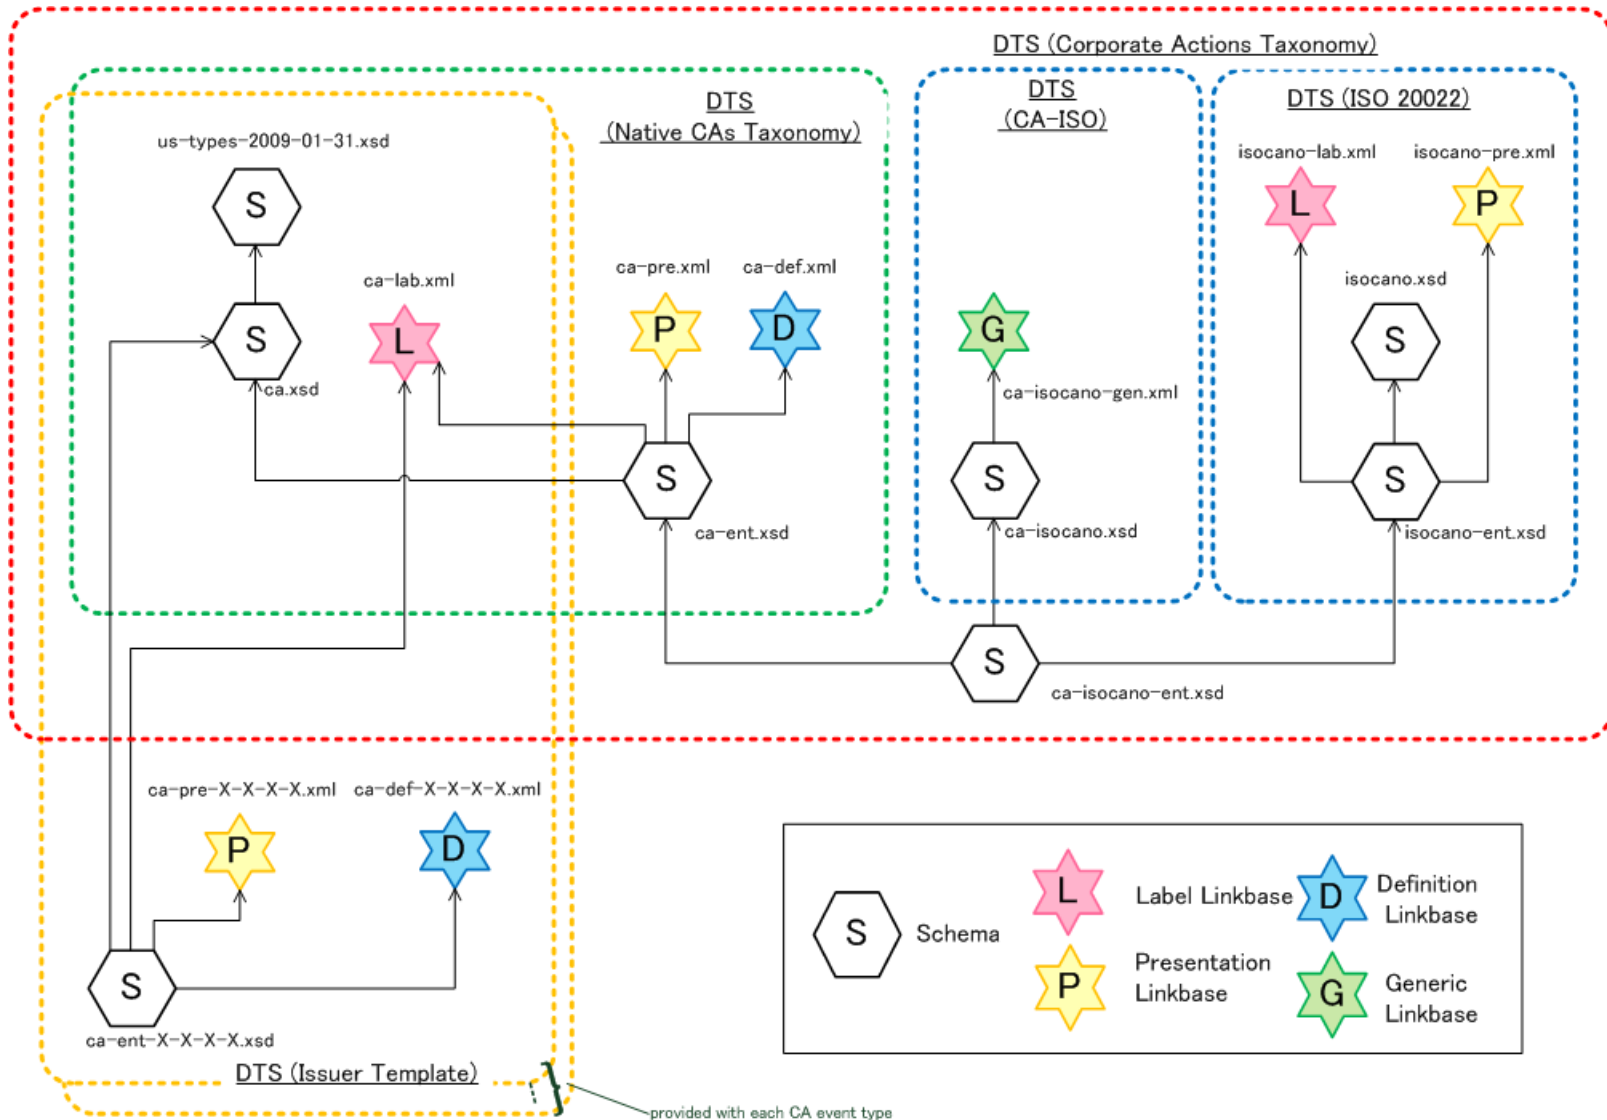 DTS (Corporate Actions Taxonomy)
DTS
(Native CAs Taxonomy)
DTS
(CA-ISO)
DTS (ISO 20022)
us-types-2009-01-31.xsd
S
isocano-lab.xml
L
isocano-pre.xml
P
ca-lab.xml
L
ca-pre.xml
P
ca-def.xml
D
isocano.xsd
S
S
ca.xsd
G
ca-isocano-gen.xml
S
ca-ent.xsd
S
ca-isocano.xsd
S
isocano-ent.xsd
S
ca-isocano-ent.xsd
ca-pre-X-X-X-X.xml
P
ca-def-X-X-X-X.xml
D
S
ca-ent-X-X-X-X.xsd
DTS (Issuer Template)
provided with each CA event type
S
Schema
L
Label Linkbase
D
Definition
Linkbase
P
Presentation
Linkbase
G
Generic
Linkbase